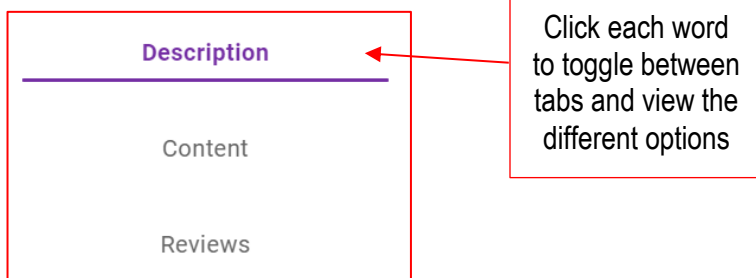 Description
Content
Reviews
Click each word
to toggle between
tabs and view the
different options